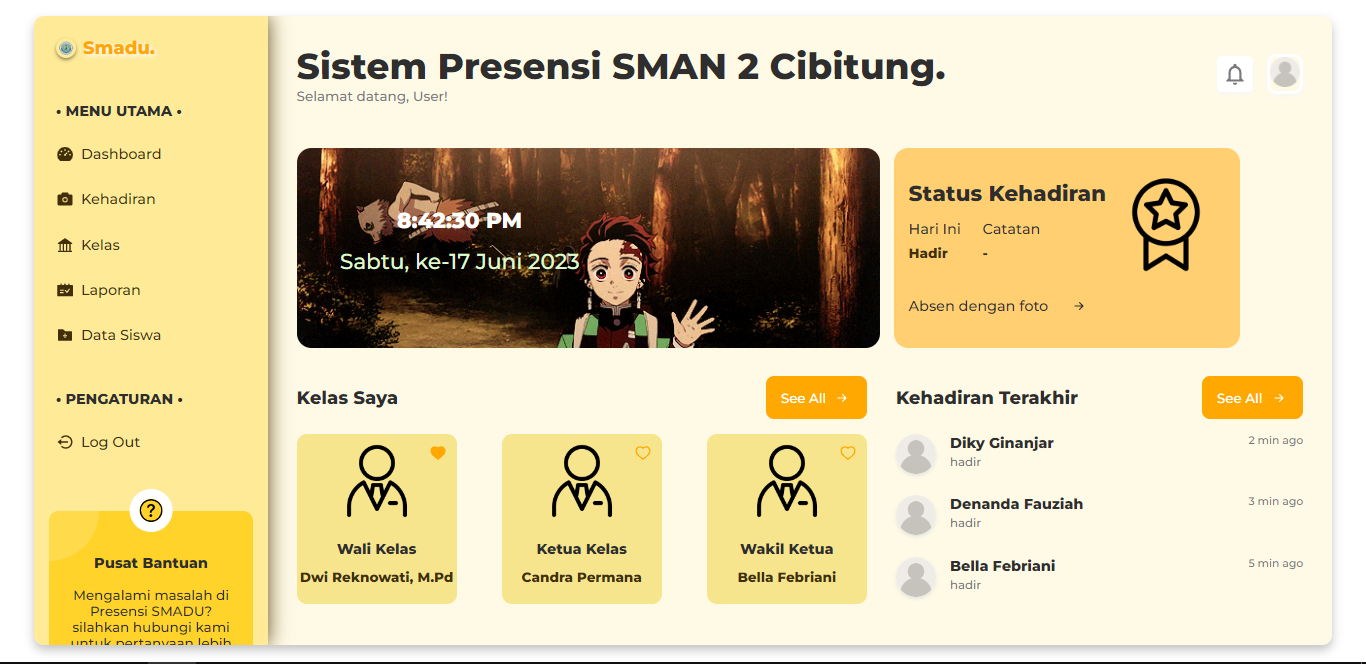 Smadu.
• MENU UTAMA •
Dashboard
Kehadiran
Kelas
Laporan
Data Siswa
• PENGATURAN •
Log Out
?
Pusat Bantuan
Mengalami masalah di
Presensi SMADU?
silahkan hubungi kami
untuk pertanyaan lebih
Sistem Presensi SMAN 2 Cibitung.
Selamat datang, User!
8:42:30 PM
Sabtu, ke-17 Juni 2023
Status Kehadiran
Hari Ini Catatan
Hadir -
Absen dengan foto →
Kelas Saya
See All →
Wali Kelas
Dwi Reknowati, M.Pd
Ketua Kelas
Candra Permana
Wakil Ketua
Bella Febriani
Kehadiran Terakhir
See All →
Diky Ginanjar
hadir
2 min ago
Denanda Fauziah
hadir
3 min ago
Bella Febriani
hadir
5 min ago